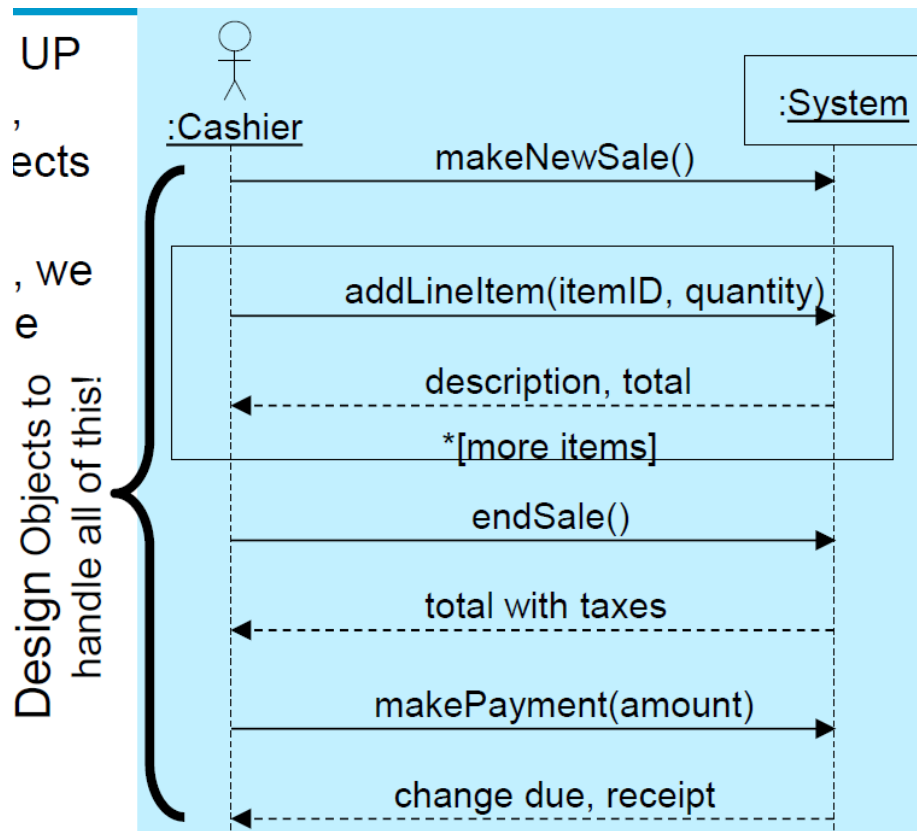 UP
,
ects
, we
e
Design Objects to
handle all of this!
:Cashier
:System
makeNewSale()
addLineItem(itemID, quantity)
description, total
*[more items]
endSale()
total with taxes
makePayment(amount)
change due, receipt